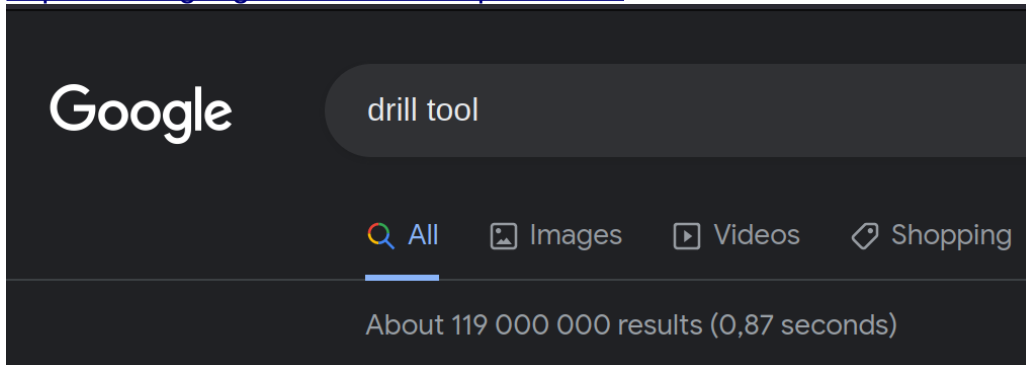 Google
drill tool
All Images Videos Shopping
About 119 000 000 results (0,87 seconds)